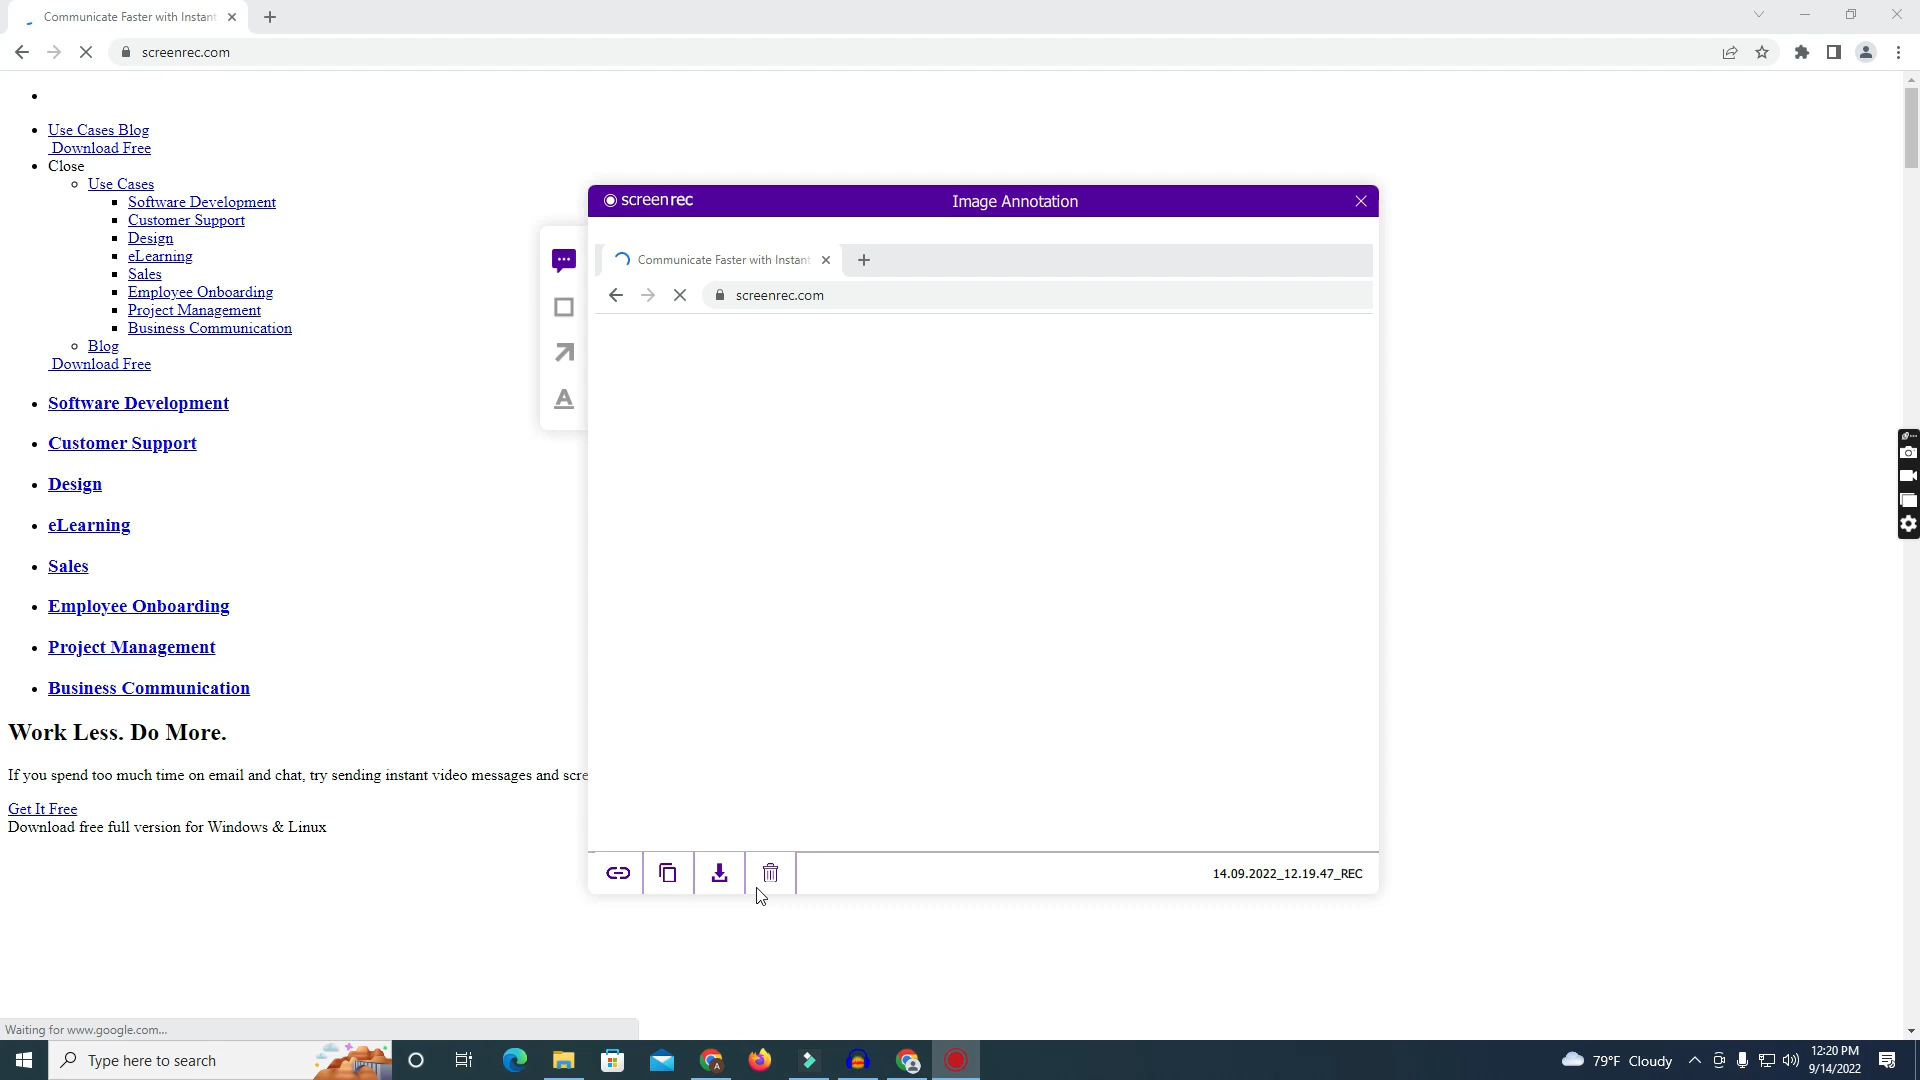 Communicate Faster with Instant
screenrec.com
Use Cases Blog
Download Free
Close
Use Cases
Software Development
Customer Support
Design
eLearning
Sales
Employee Onboarding
Project Management
Business Communication
Blog
Download Free
Software Development
Customer Support
Design
eLearning
Sales
Employee Onboarding
Project Management
Business Communication
Work Less. Do More.
If you spend too much time on email and chat, try sending instant video messages and scre
Get It Free
Download free full version for Windows & Linux
screenrec
Image Annotation
Communicate Faster with Instant
screenrec.com
A
14.09.2022_12.19.47_REC
Waiting for www.google.com...
Type here to search
79°F Cloudy
12:20 PM
9/14/2022